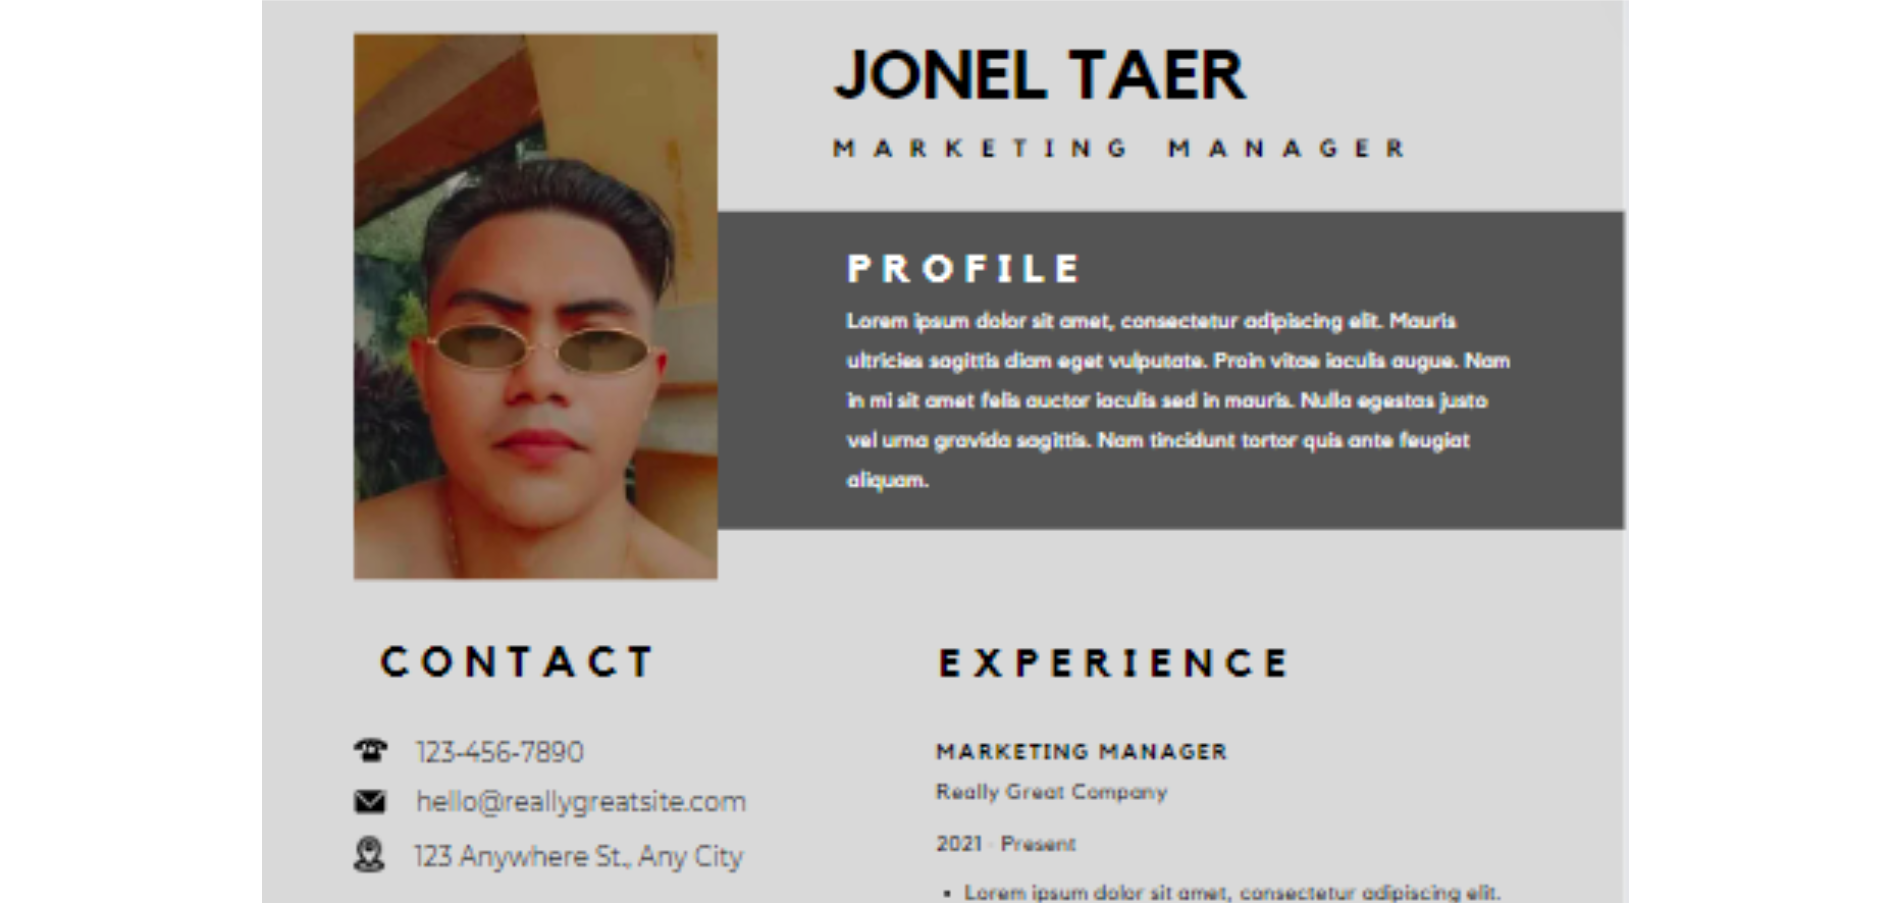 JONEL TAER
MARKETING MANAGER
PROFILE
Lorem ipsum dolor sit amet, consectetur adipiscing elit. Mauris
ultricies sagittis diam eget vulputate. Proin vitae iaculis augue. Nam
in mi sit amet felis auctor iaculis sed in mauris. Nulla egestas justo
vel urna gravida sagittis. Nam tincidunt tortor quis ante feugiat
aliquam.
CONTACT
123-456-7890
hello@reallygreatsite.com
123 Anywhere St., Any City
EXPERIENCE
MARKETING MANAGER
Really Great Company
2021 - Present
• Lorem ipsum dolor sit amet, consectetur adipiscing elit.